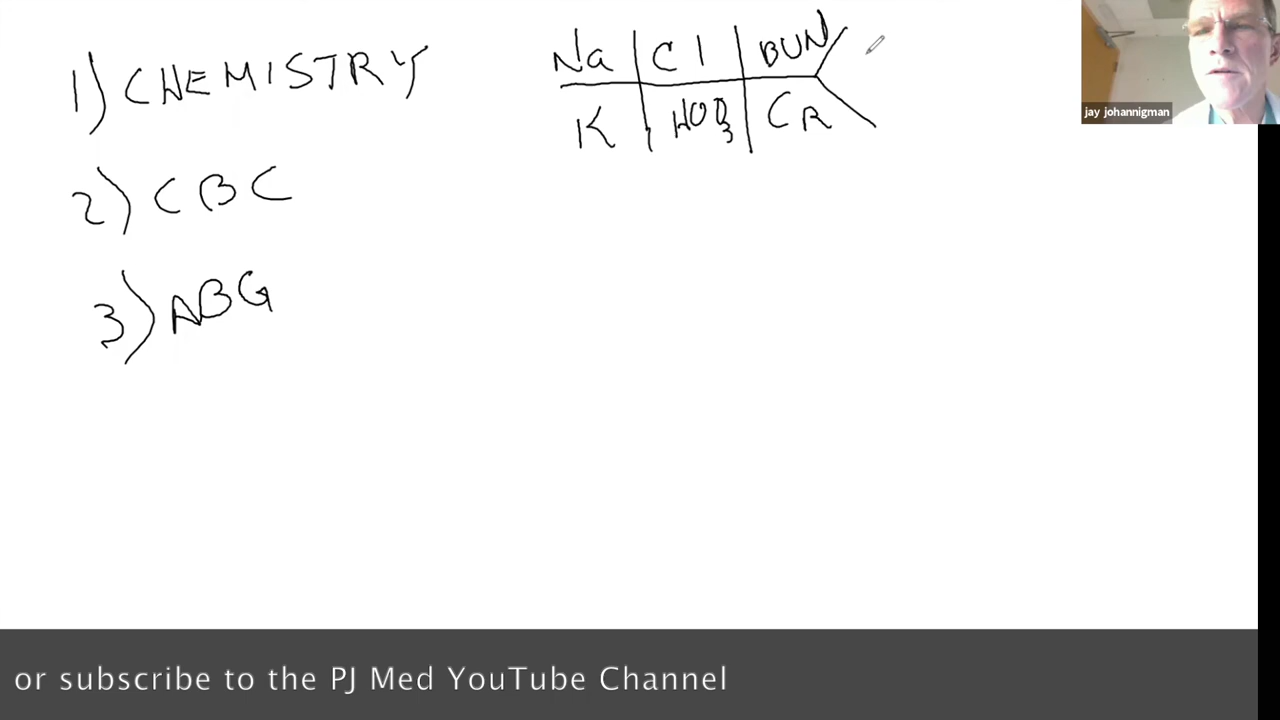 1) CHEMISTRY
Na Cl BUN
K HCO3 CR
2) CBC
3) ABG
jay johannigman
or subscribe to the PJ Med YouTube Channel